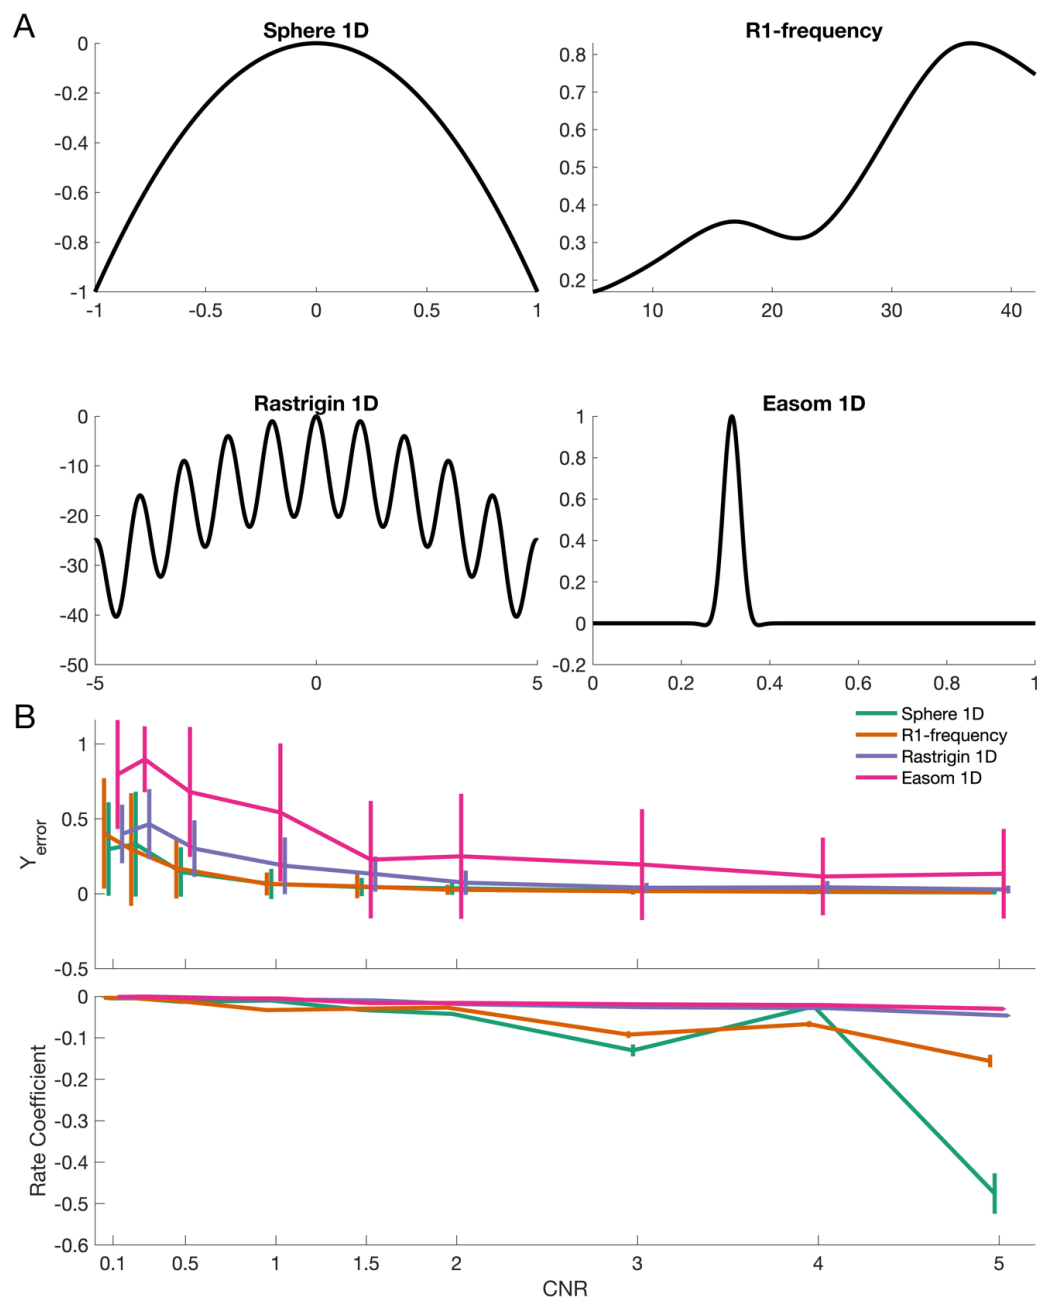 A
Sphere 1D
R1-frequency
0
-0.2
-0.4
-0.6
-0.8
-1
-1 -0.5 0 0.5 1
0.8
0.7
0.6
0.5
0.4
0.3
0.2
10 20 30 40
Rastrigin 1D
Easom 1D
0
-10
-20
-30
-40
-50
-5 0 5
1
0.8
0.6
0.4
0.2
0
-0.2
0 0.2 0.4 0.6 0.8 1
B
Sphere 1D
R1-frequency
Rastrigin 1D
Easom 1D
1
0.5
0
-0.5
Yerror
0
-0.1
-0.2
-0.3
-0.4
-0.5
-0.6
Rate Coefficient
0.1 0.5 1 1.5 2 3 4 5
CNR